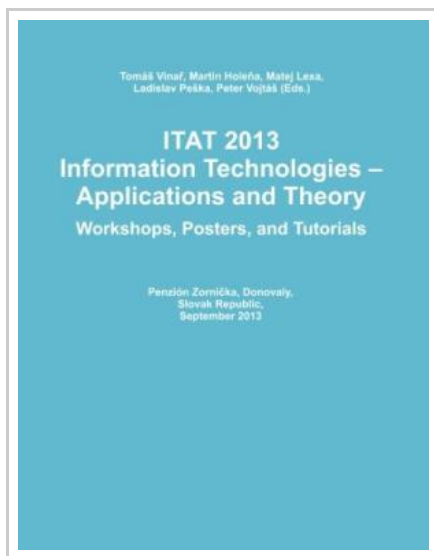 Tomáš Vinař, Martin Holeňa, Matej Lexa,
Ladislav Peška, Peter Vojtáš (Eds.)
ITAT 2013
Information Technologies –
Applications and Theory
Workshops, Posters, and Tutorials
Penzión Zornička, Donovaly,
Slovak Republic,
September 2013